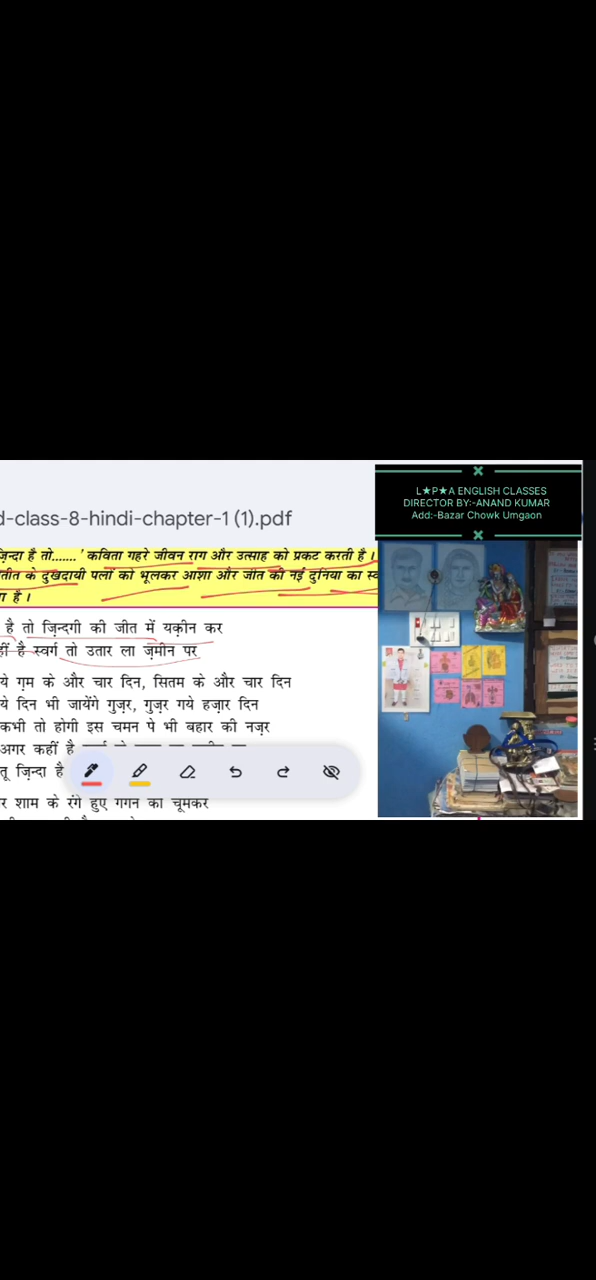 d-class-8-hindi-chapter-1 (1).pdf
L★P★A ENGLISH CLASSES
DIRECTOR BY:-ANAND KUMAR
Add:-Bazar Chowk Umgaon
ज़िन्दा है तो.......' कविता गहरे जीवन राग और उत्साह को प्रकट करती है ।
तीत के दुखदायी पलों को भूलकर आशा और जीत की नई दुनिया का स्व
ा है ।
है तो ज़िन्दगी की जीत में यक़ीन कर
हीं है स्वर्ग तो उतार ला ज़मीन पर
ये ग़म के और चार दिन, सितम के और चार दिन
ये दिन भी जायेंगे गुज़र, गुज़र गये हज़ार दिन
कभी तो होगी इस चमन पे भी बहार की नज़र
अगर कहीं है
तू ज़िन्दा है
र शाम के रंगे हुए गगन को चूमकर